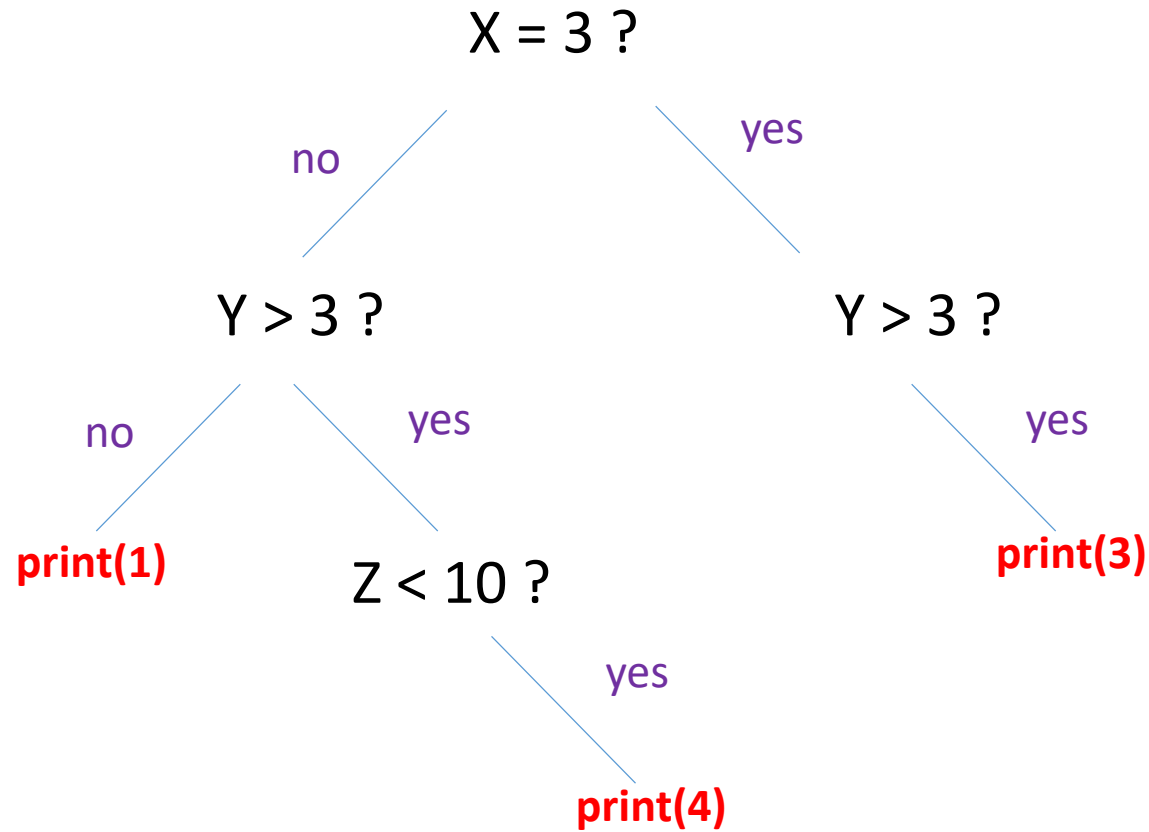 X = 3 ?
no
yes
Y > 3 ?
Y > 3 ?
no
yes
yes
print(1)
Z < 10 ?
print(3)
yes
print(4)